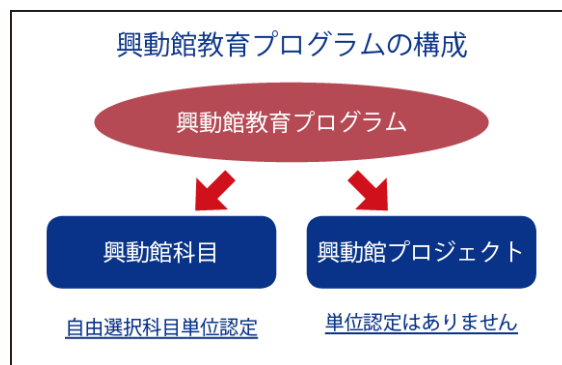 興動館教育プログラムの構成
興動館教育プログラム
興動館科目
興動館プロジェクト
自由選択科目単位認定
単位認定はありません